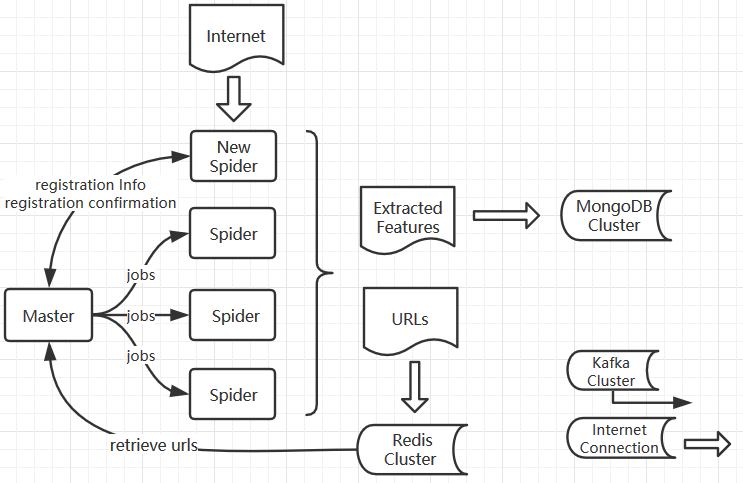 Internet
New
Spider
registration Info
registration confirmation
Spider
jobs
Master
jobs
Spider
jobs
Spider
retrieve urls
Extracted
Features
MongoDB
Cluster
URLs
Redis
Cluster
Kafka
Cluster
Internet
Connection